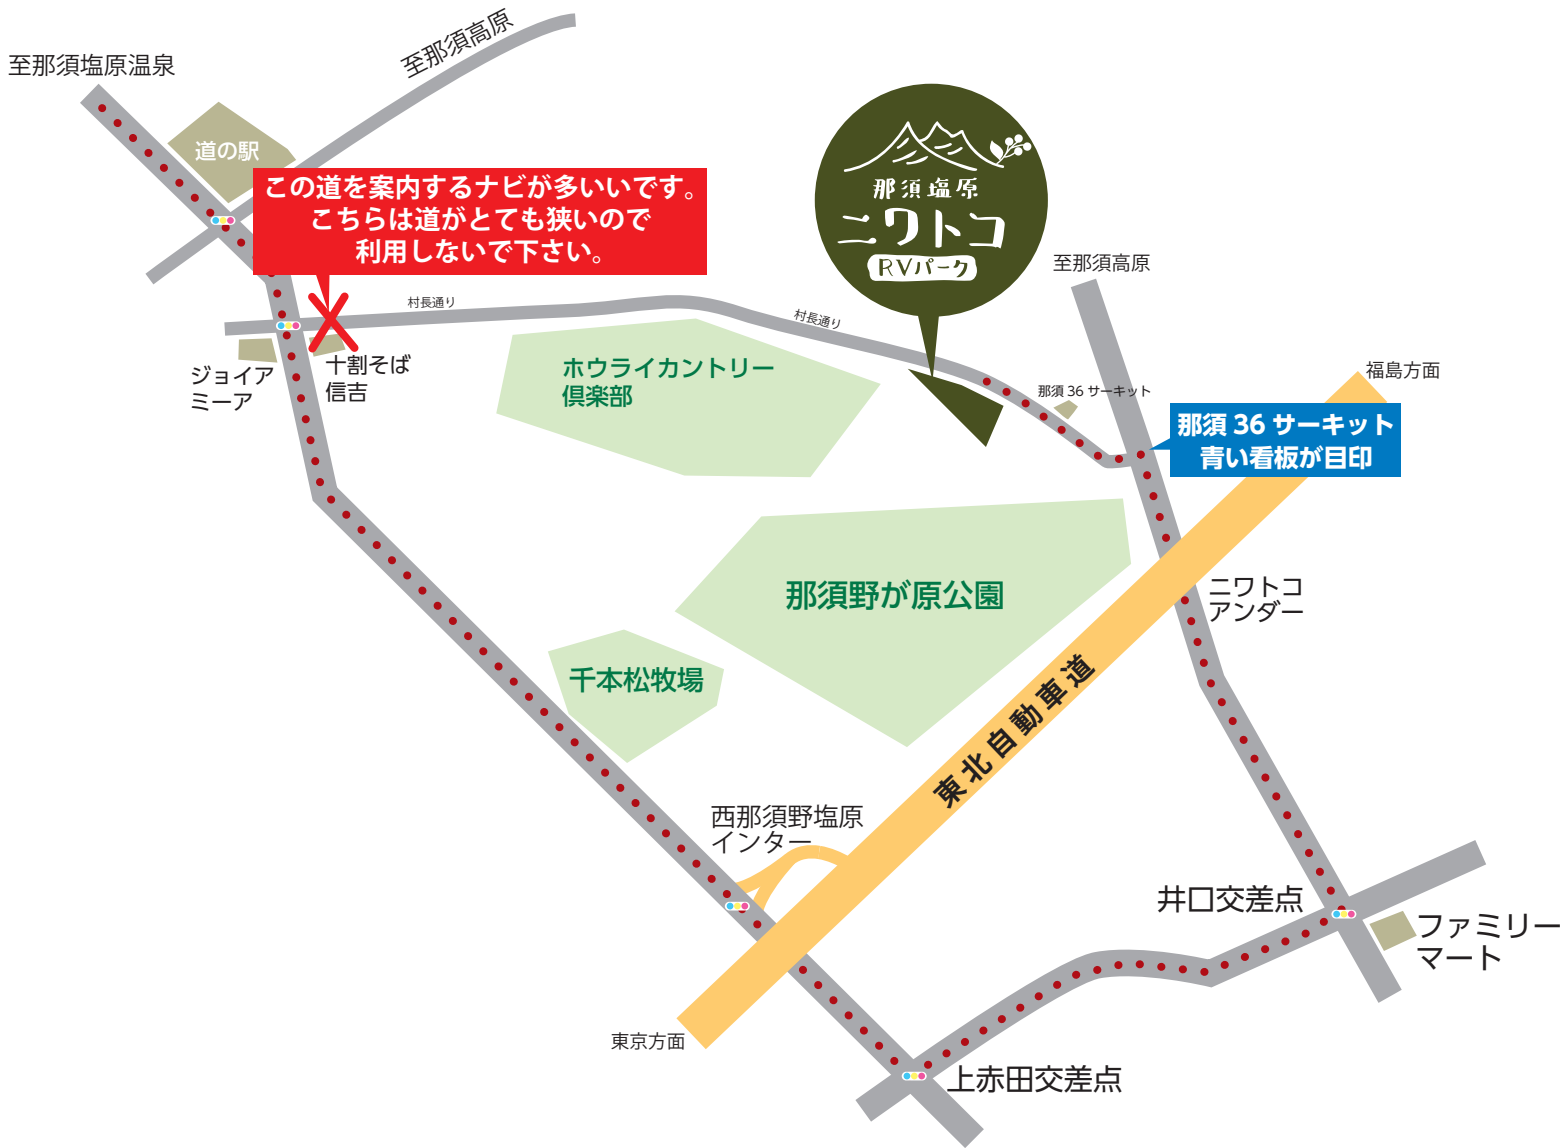 至那須塩原温泉
至那須高原
道の駅
この道を案内するナビが多いいです。
こちらは道がとても狭いので
利用しないで下さい。
那須塩原
ニワトコ
RVパーク
至那須高原
村長通り
村長通り
ジョイア
ミーア
十割そば
信吉
ホウライカントリー
倶楽部
那須36サーキット
福島方面
那須 36 サーキット
青い看板が目印
那須野が原公園
ニワトコ
アンダー
千本松牧場
東北自動車道
西那須野塩原
インター
井口交差点
ファミリー
マート
東京方面
上赤田交差点